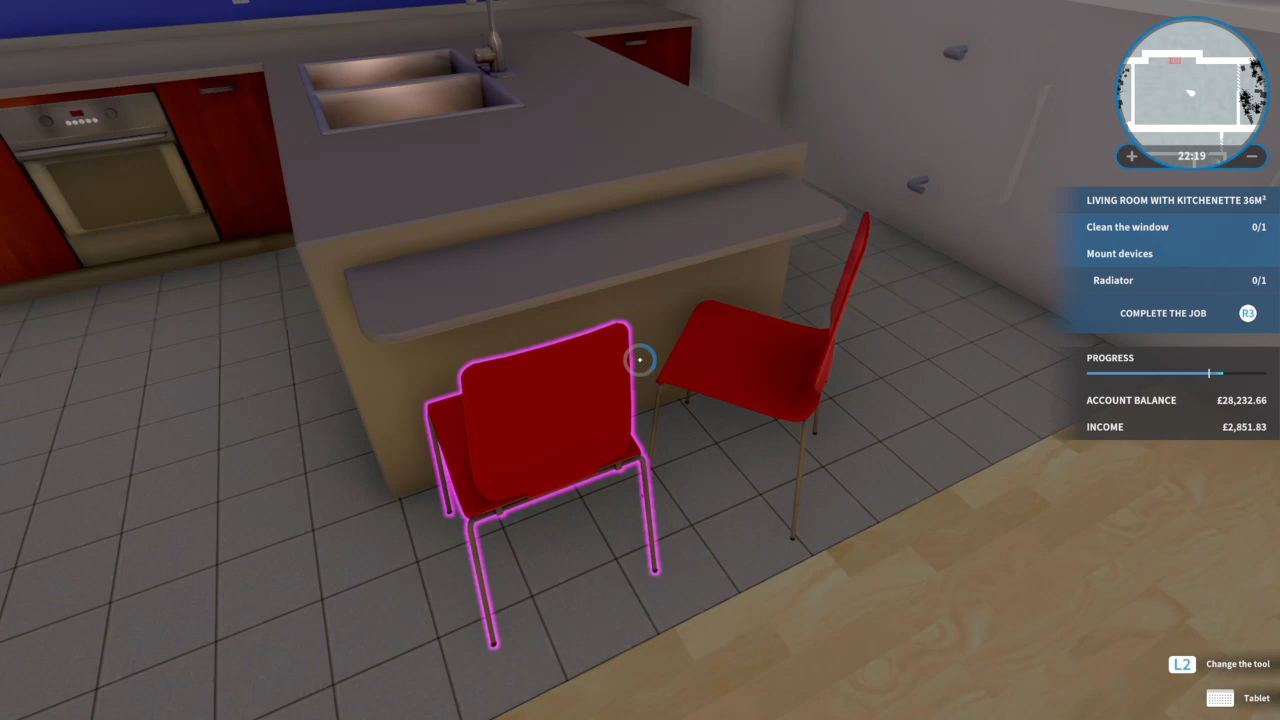 + 22:19 −
LIVING ROOM WITH KITCHENETTE 36M²
Clean the window 0/1
Mount devices
Radiator 0/1
COMPLETE THE JOB R3
PROGRESS
ACCOUNT BALANCE £28,232.66
INCOME £2,851.83
L2 Change the tool
Tablet